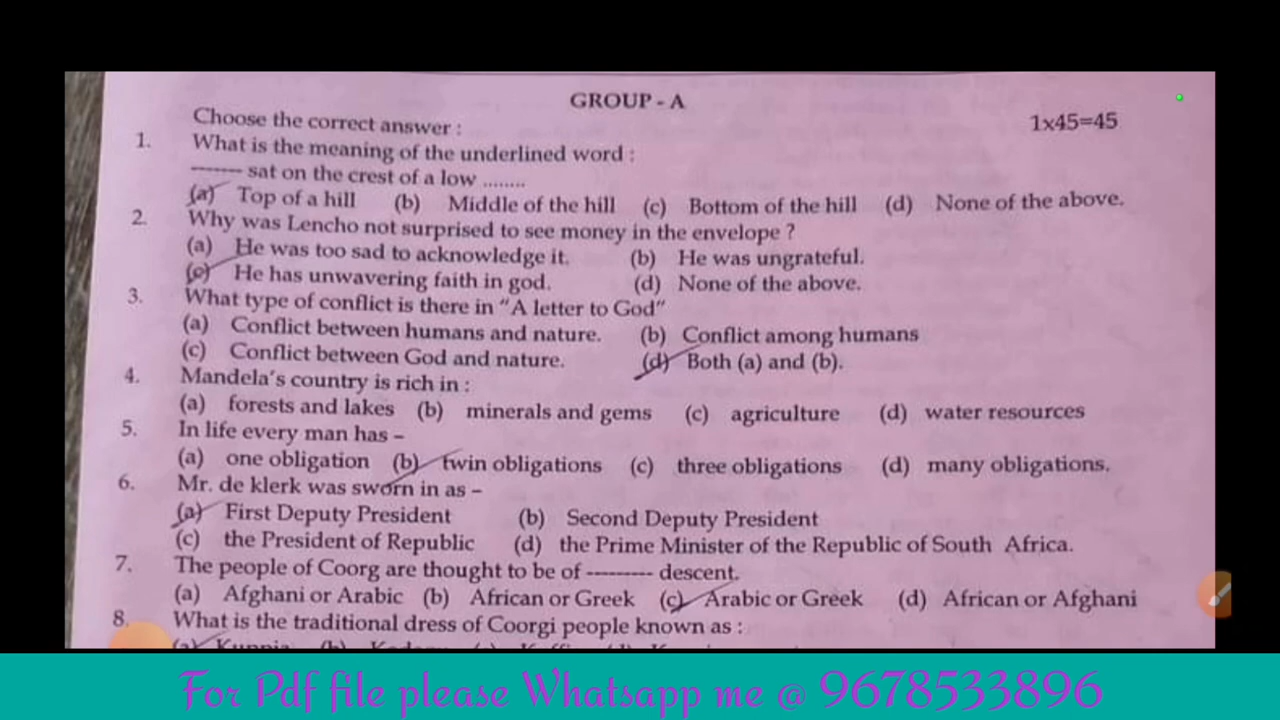 GROUP - A
Choose the correct answer : 1x45=45
1. What is the meaning of the underlined word :
------- sat on the crest of a low ........
(a) Top of a hill (b) Middle of the hill (c) Bottom of the hill (d) None of the above.
2. Why was Lencho not surprised to see money in the envelope ?
(a) He was too sad to acknowledge it. (b) He was ungrateful.
(c) He has unwavering faith in god. (d) None of the above.
3. What type of conflict is there in "A letter to God"
(a) Conflict between humans and nature. (b) Conflict among humans
(c) Conflict between God and nature. (d) Both (a) and (b).
4. Mandela's country is rich in :
(a) forests and lakes (b) minerals and gems (c) agriculture (d) water resources
5. In life every man has –
(a) one obligation (b) twin obligations (c) three obligations (d) many obligations.
6. Mr. de klerk was sworn in as –
(a) First Deputy President (b) Second Deputy President
(c) the President of Republic (d) the Prime Minister of the Republic of South Africa.
7. The people of Coorg are thought to be of --------- descent.
(a) Afghani or Arabic (b) African or Greek (c) Arabic or Greek (d) African or Afghani
8. What is the traditional dress of Coorgi people known as :
(a) Kuppia (b)
For Pdf file please Whatsapp me @ 9678533896